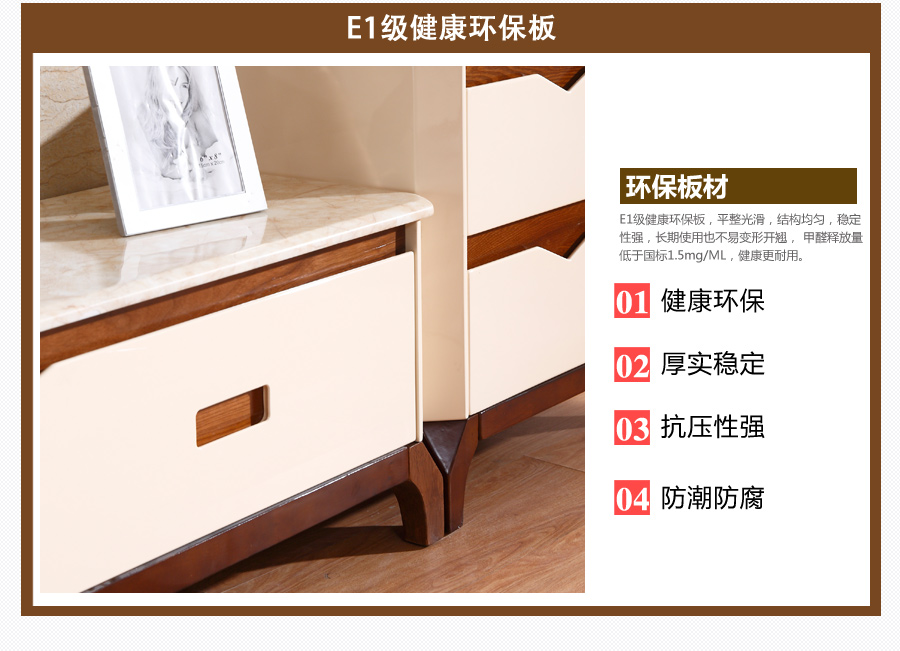 E1级健康环保板
环保板材
E1级健康环保板，平整光滑，结构均匀，稳定
性强，长期使用也不易变形开翘， 甲醛释放量
低于国标1.5mg/ML，健康更耐用。
01 健康环保
02 厚实稳定
03 抗压性强
04 防潮防腐